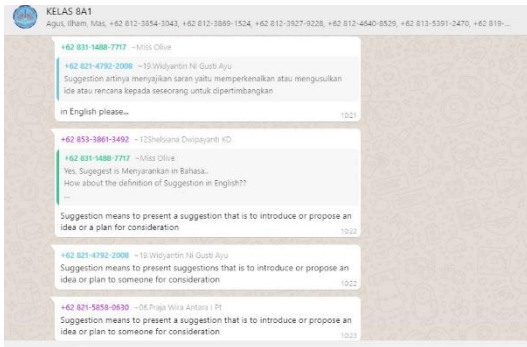 KELAS 8A1
Agus, Ilham, Mas, +62 812-3854-3043, +62 812-3869-1524, +62 812-3927-9228, +62 812-4640-8529, +62 813-5391-2470, +62 819-...
+62 831-1488-7717 ~Miss Olive
+62 821-4792-2008 ~19.Widyantin Ni Gusti Ayu
Suggestion artinya menyajikan saran yaitu memperkenalkan atau mengusulkan
ide atau rencana kepada seseorang untuk dipertimbangkan
in English please...
10:21
+62 853-3861-3492 ~12Shelviana Dwipayanti KD
+62 831-1488-7717 ~Miss Olive
Yes, Sugegest is Menyarankan in Bahasa..
How about the definition of Suggestion in English??
...
Suggestion means to present a suggestion that is to introduce or propose an
idea or a plan for consideration
10:22
+62 821-4792-2008 ~19.Widyantin Ni Gusti Ayu
Suggestion means to present suggestions that is to introduce or propose an
idea or plan to someone for consideration
10:22
+62 821-5858-0630 ~06.Praja Wira Antara I Pt
Suggestion means to present a suggestion that is to introduce or propose an
idea or plan to someone for consideration
10:23